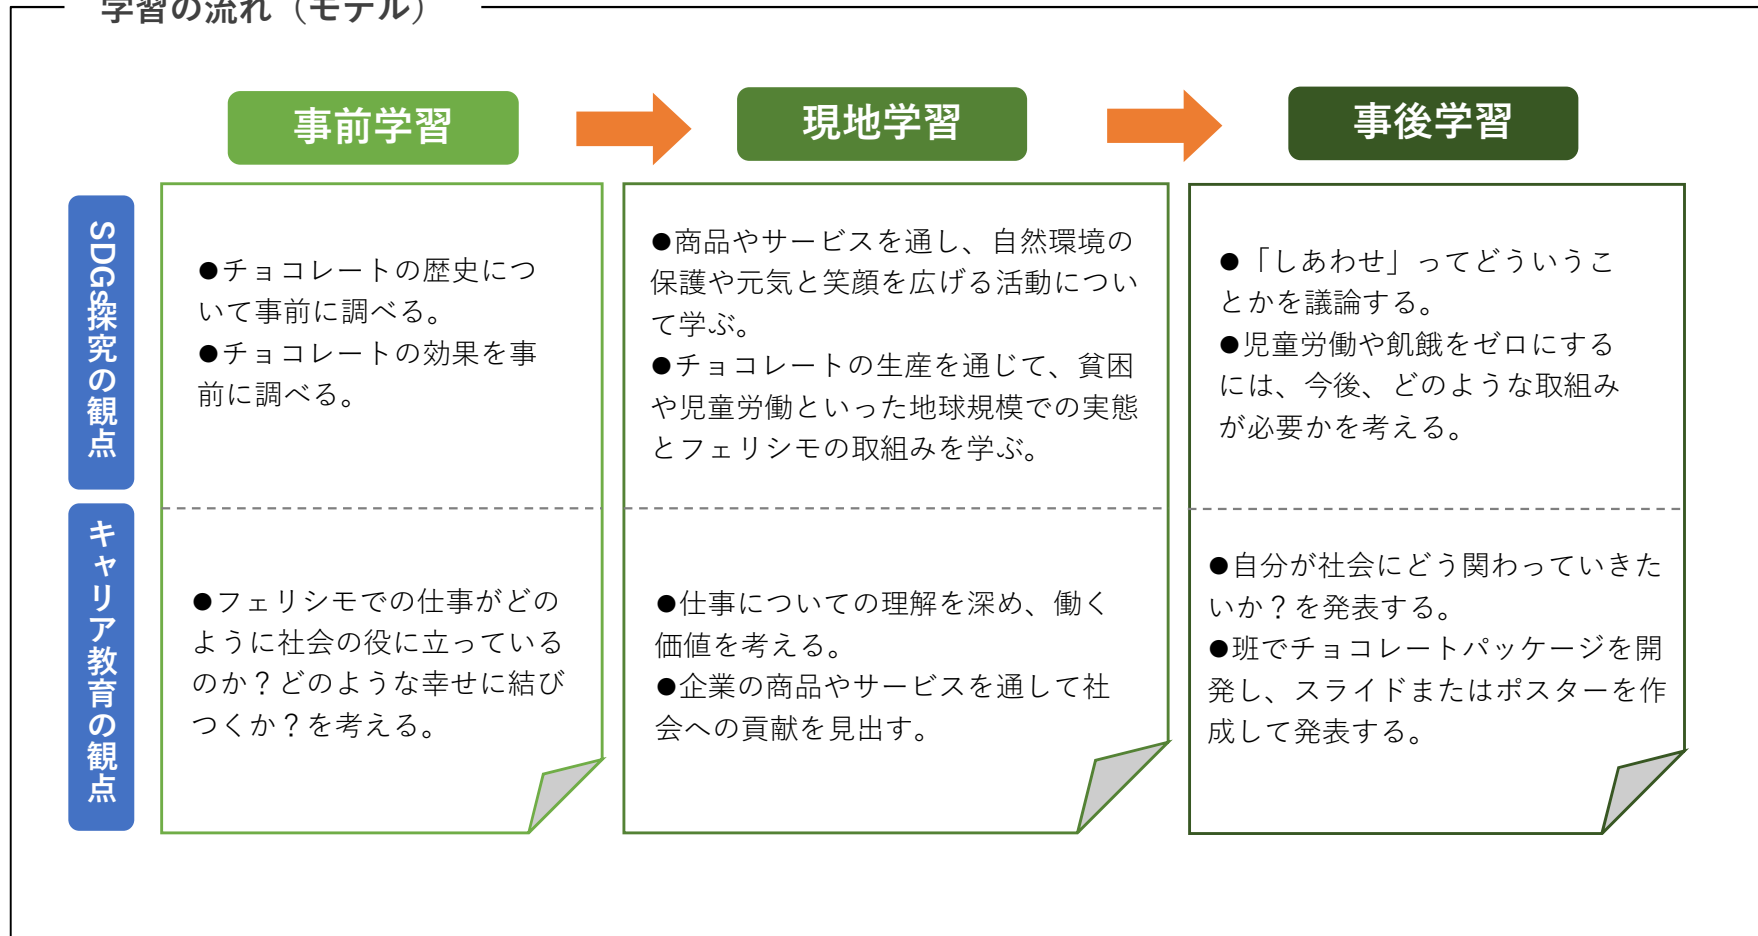 学習の流れ（モデル）
事前学習
現地学習
事後学習
SDGs探究の観点
●チョコレートの歴史につ
いて事前に調べる。
●チョコレートの効果を事
前に調べる。
●商品やサービスを通し、自然環境の
保護や元気と笑顔を広げる活動につい
て学ぶ。
●チョコレートの生産を通じて、貧困
や児童労働といった地球規模での実態
とフェリシモの取組みを学ぶ。
●「しあわせ」ってどういうこ
とかを議論する。
●児童労働や飢餓をゼロにする
には、今後、どのような取組み
が必要かを考える。
キャリア教育の観点
●フェリシモでの仕事がどの
ように社会の役に立っている
のか？どのような幸せに結び
つくか？を考える。
●仕事についての理解を深め、働く
価値を考える。
●企業の商品やサービスを通して社
会への貢献を見出す。
●自分が社会にどう関わっていきた
いか？を発表する。
●班でチョコレートパッケージを開
発し、スライドまたはポスターを作
成して発表する。